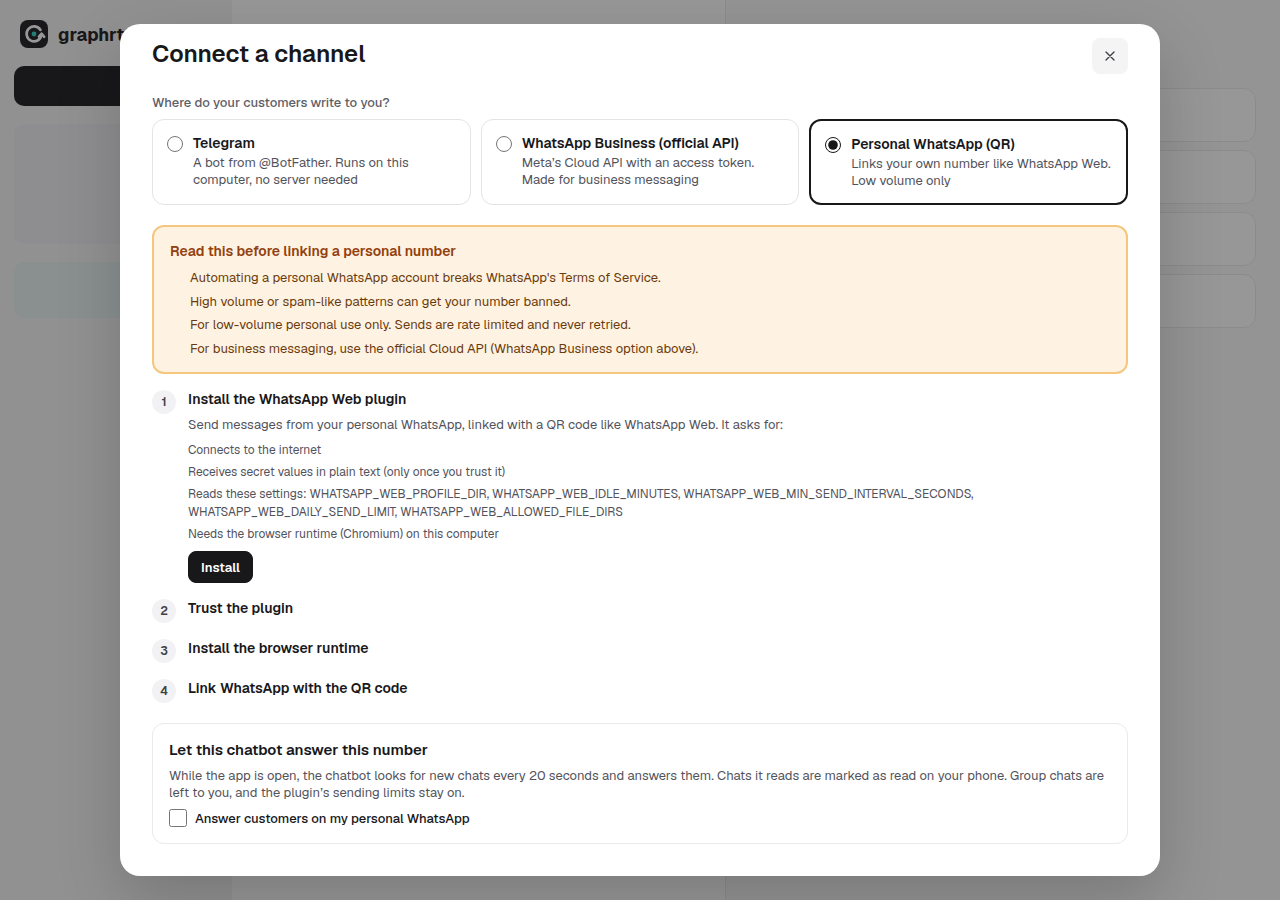 graphrt
Connect a channel
Where do your customers write to you?
Telegram
A bot from @BotFather. Runs on this
computer, no server needed
WhatsApp Business (official API)
Meta's Cloud API with an access token.
Made for business messaging
Personal WhatsApp (QR)
Links your own number like WhatsApp Web.
Low volume only
Read this before linking a personal number
Automating a personal WhatsApp account breaks WhatsApp's Terms of Service.
High volume or spam-like patterns can get your number banned.
For low-volume personal use only. Sends are rate limited and never retried.
For business messaging, use the official Cloud API (WhatsApp Business option above).
1 Install the WhatsApp Web plugin
Send messages from your personal WhatsApp, linked with a QR code like WhatsApp Web. It asks for:
Connects to the internet
Receives secret values in plain text (only once you trust it)
Reads these settings: WHATSAPP_WEB_PROFILE_DIR, WHATSAPP_WEB_IDLE_MINUTES, WHATSAPP_WEB_MIN_SEND_INTERVAL_SECONDS,
WHATSAPP_WEB_DAILY_SEND_LIMIT, WHATSAPP_WEB_ALLOWED_FILE_DIRS
Needs the browser runtime (Chromium) on this computer
Install
2 Trust the plugin
3 Install the browser runtime
4 Link WhatsApp with the QR code
Let this chatbot answer this number
While the app is open, the chatbot looks for new chats every 20 seconds and answers them. Chats it reads are marked as read on your phone. Group chats are
left to you, and the plugin's sending limits stay on.
Answer customers on my personal WhatsApp